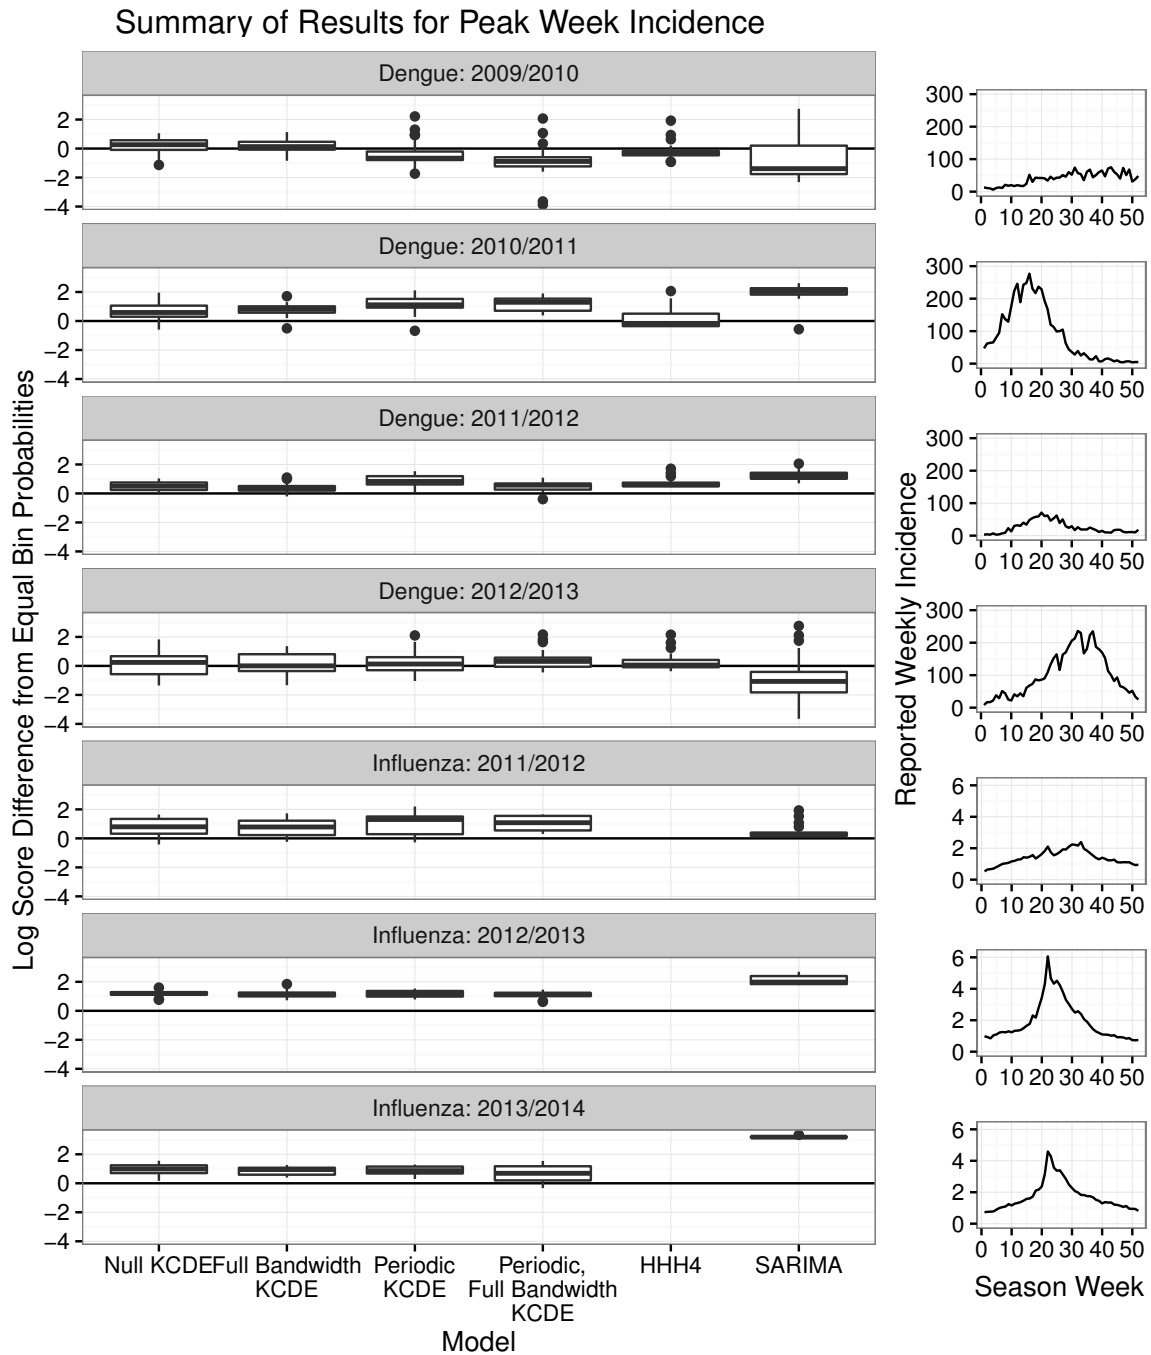 Summary of Results for Peak Week Incidence
Log Score Difference from Equal Bin Probabilities
Dengue: 2009/2010
2
0
−2
−4
Dengue: 2010/2011
2
0
−2
−4
Dengue: 2011/2012
2
0
−2
−4
Dengue: 2012/2013
2
0
−2
−4
Influenza: 2011/2012
2
0
−2
−4
Influenza: 2012/2013
2
0
−2
−4
Influenza: 2013/2014
2
0
−2
−4
Null KCDE
Full Bandwidth
KCDE
Periodic
KCDE
Periodic,
Full Bandwidth
KCDE
HHH4
SARIMA
Model
Reported Weekly Incidence
300
200
100
0
0 10 20 30 40 50
300
200
100
0
0 10 20 30 40 50
300
200
100
0
0 10 20 30 40 50
300
200
100
0
0 10 20 30 40 50
6
4
2
0
0 10 20 30 40 50
6
4
2
0
0 10 20 30 40 50
6
4
2
0
0 10 20 30 40 50
Season Week